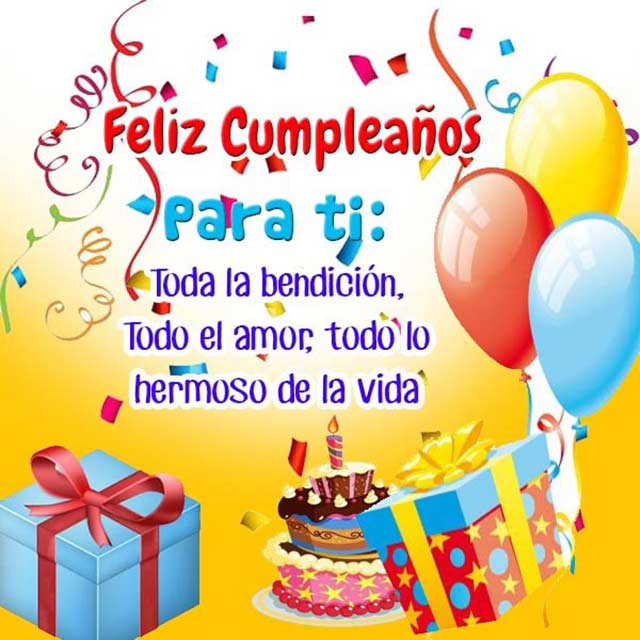 Feliz Cumpleaños
para ti:
Toda la bendición,
Todo el amor, todo lo
hermoso de la vida